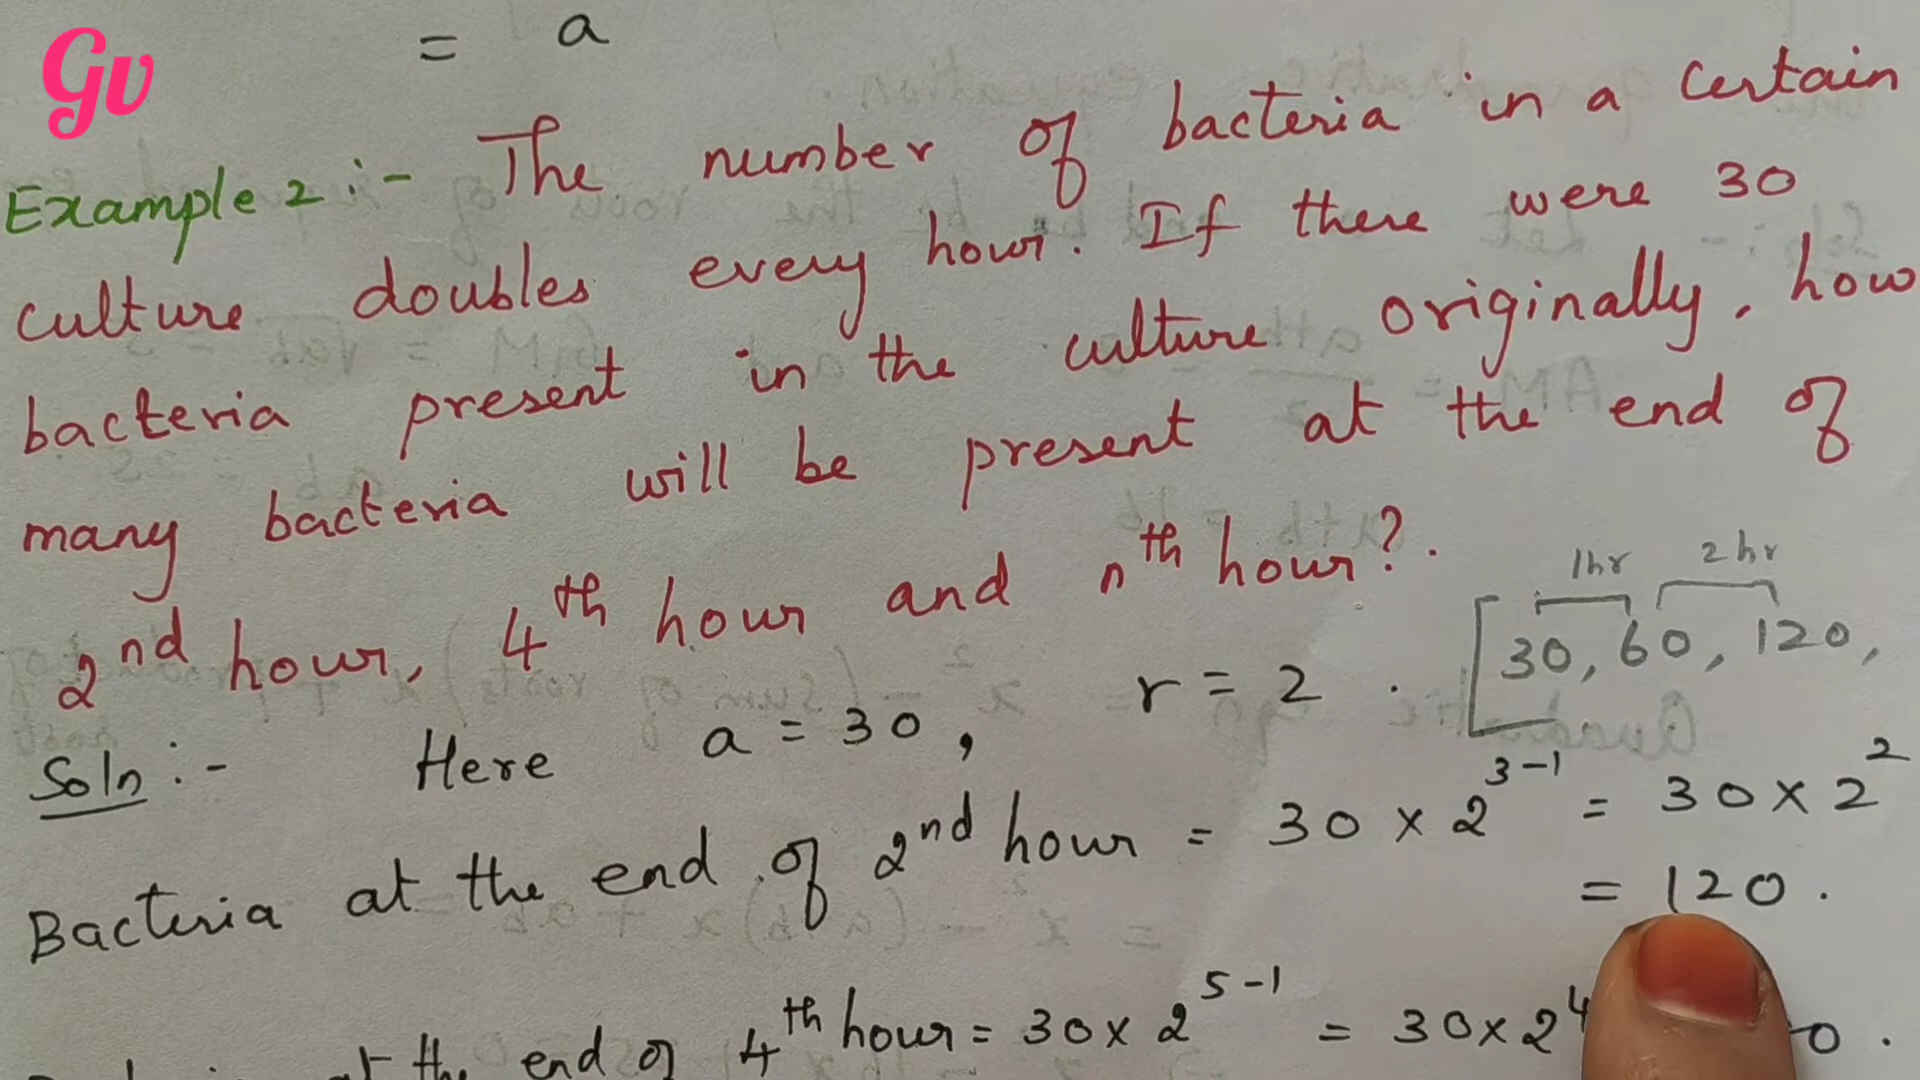 Gv
= a
Example 2 :- The number of bacteria in a certain
culture doubles every hour. If there were 30
bacteria present in the culture originally, how
many bacteria will be present at the end of
2nd hour, 4th hour and nth hour?.
1hr 2hr
Soln :- Here a = 30, r = 2 . [30, 60, 120,
Bacteria at the end of 2nd hour = 30 × 2^3-1 = 30 × 2^2
= 120 .
at the end of 4th hour = 30 × 2^5-1 = 30 × 2^4 0 .